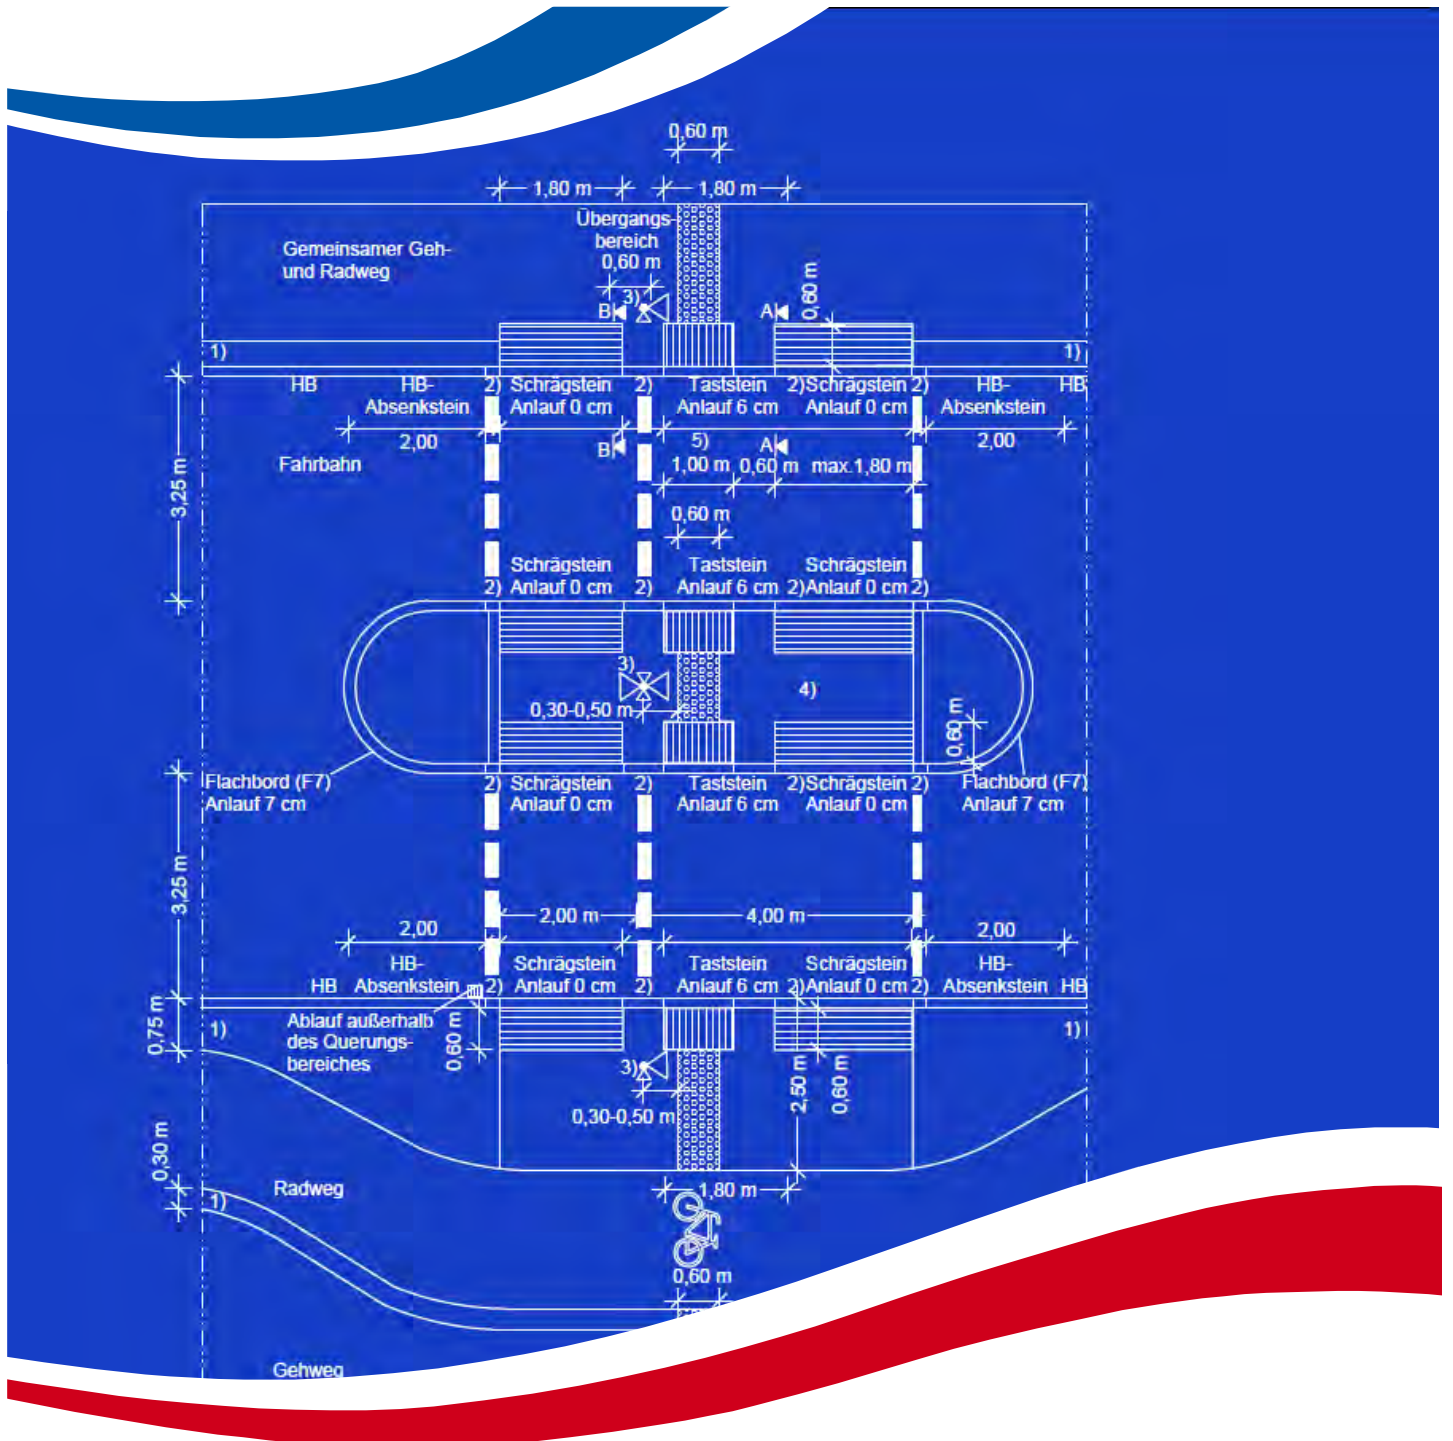 0,60 m
1,80 m
1,80 m
Übergangs-
bereich
0,60 m
Gemeinsamer Geh-
und Radweg
0,60 m
3)
B
A
1)
1)
HB
HB-
Absenkstein
2)
Schrägstein
Anlauf 0 cm
2)
Taststein
Anlauf 6 cm
2)
Schrägstein
Anlauf 0 cm
2)
HB-
Absenkstein
HB
2,00
B
5)
A
2,00
Fahrbahn
1,00 m
0,60 m
max.1,80 m
3,25 m
0,60 m
Schrägstein
Anlauf 0 cm
Taststein
Anlauf 6 cm
Schrägstein
Anlauf 0 cm
2)
2)
2)
2)
3)
4)
0,30-0,50 m
0,60 m
Flachbord (F7)
Anlauf 7 cm
2)
Schrägstein
Anlauf 0 cm
2)
Taststein
Anlauf 6 cm
2)
Schrägstein
Anlauf 0 cm
2)
Flachbord (F7)
Anlauf 7 cm
3,25 m
2,00 m
4,00 m
2,00
2,00
HB
HB-
Absenkstein
2)
Schrägstein
Anlauf 0 cm
2)
Taststein
Anlauf 6 cm
2)
Schrägstein
Anlauf 0 cm
2)
HB-
Absenkstein
HB
0,75 m
1)
Ablauf außerhalb
des Querungs-
bereiches
0,60 m
1)
3)
2,50 m
0,60 m
0,30-0,50 m
0,30 m
Radweg
1)
1,80 m
0,60 m
Gehweg